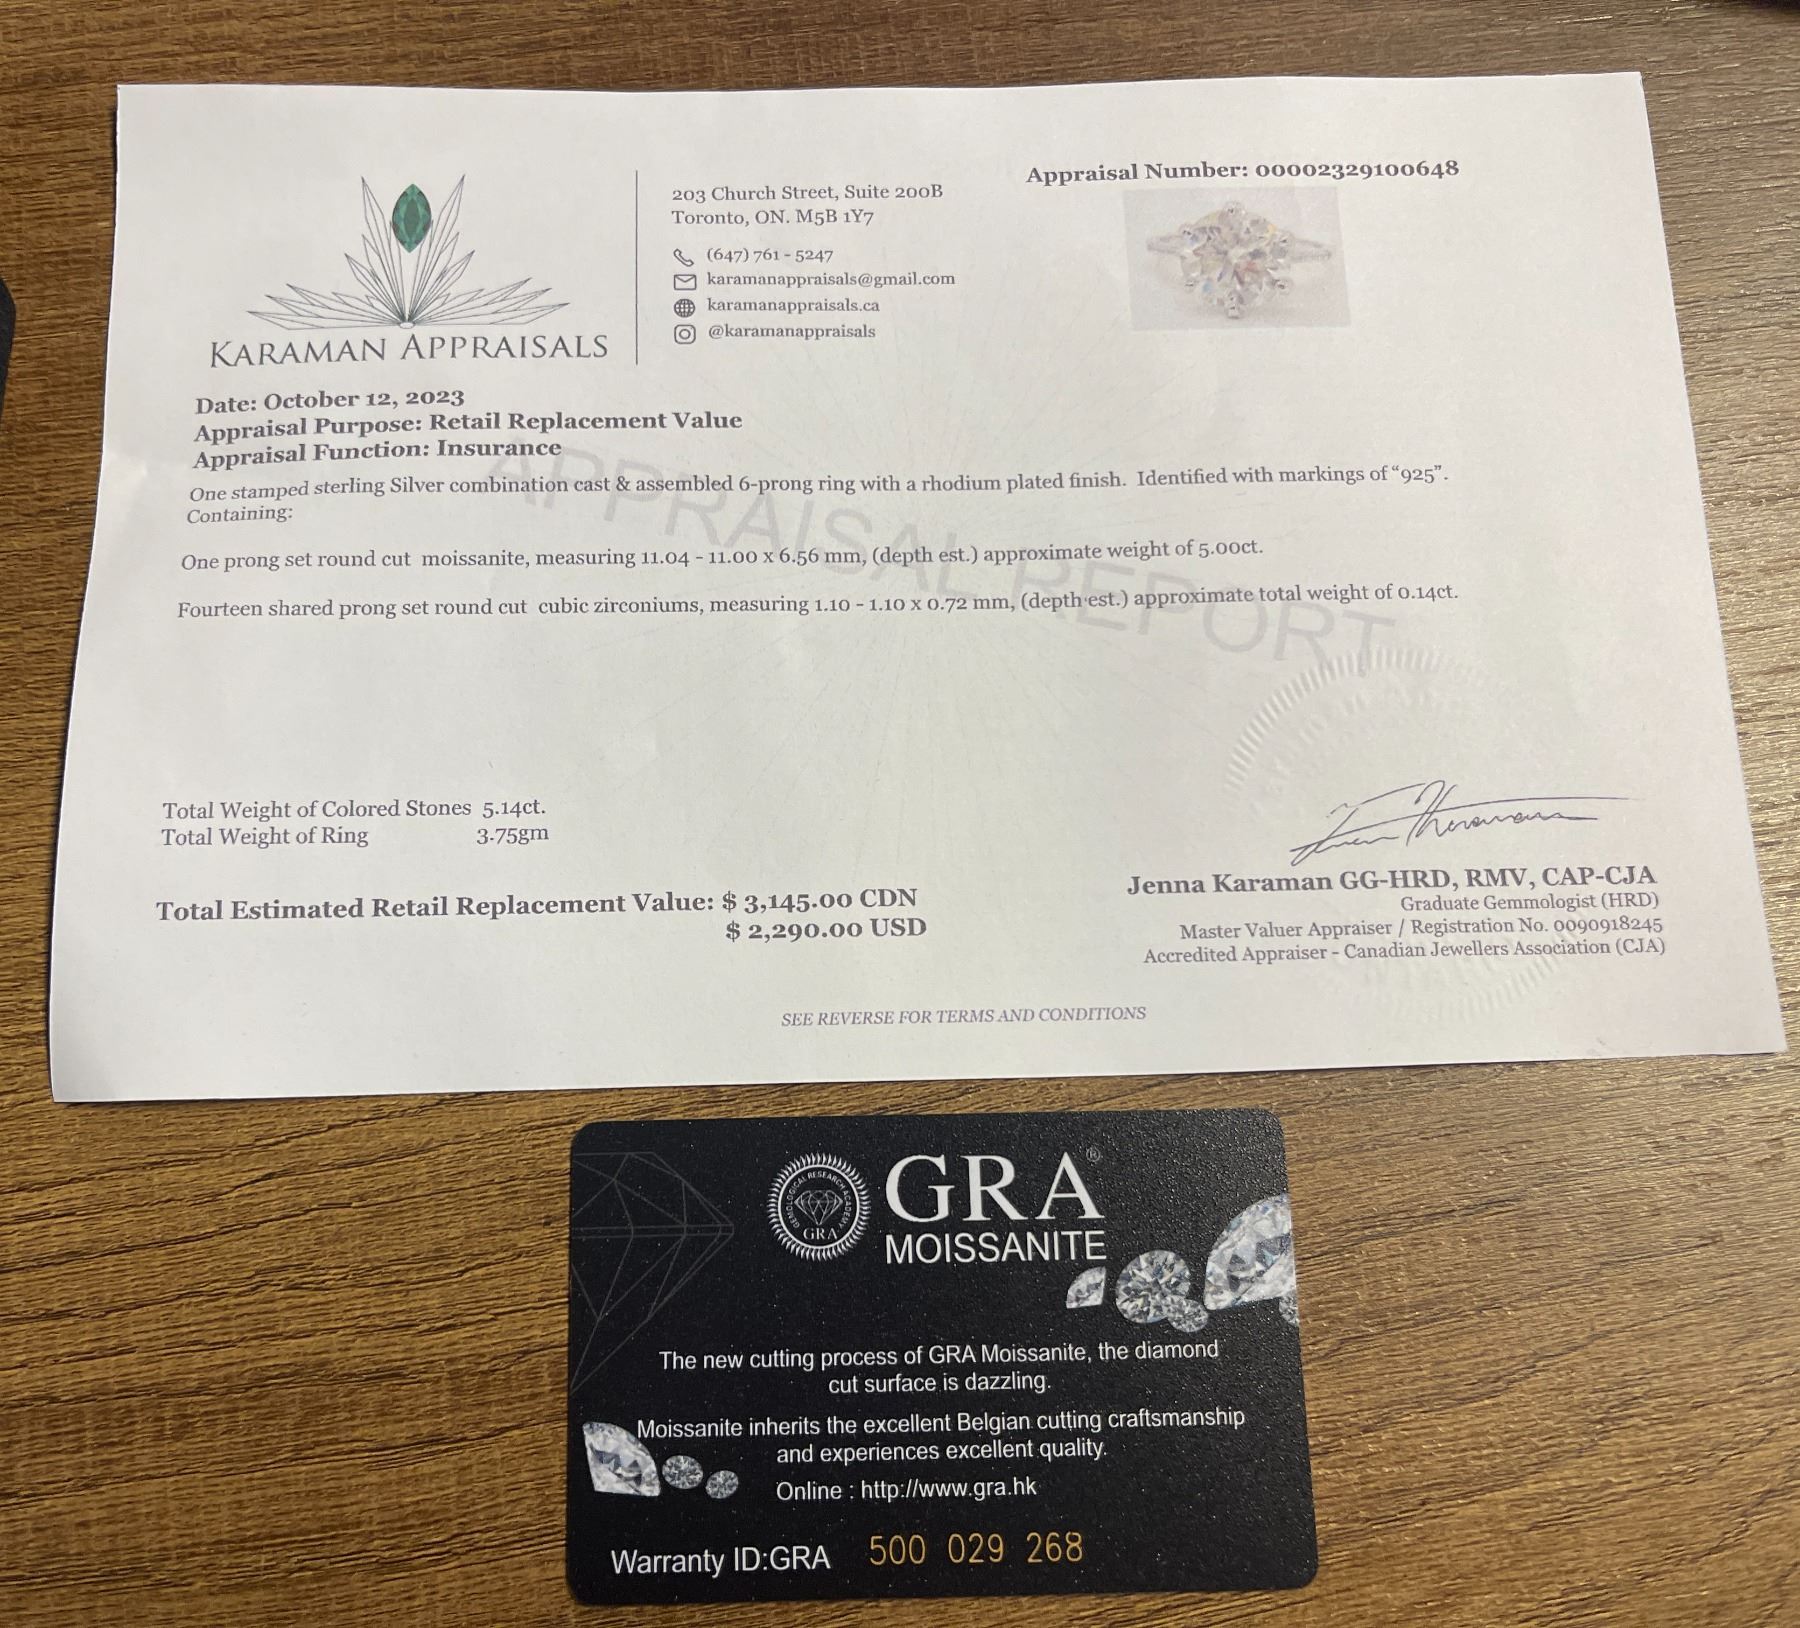 KARAMAN APPRAISALS
203 Church Street, Suite 200B
Toronto, ON. M5B 1Y7
(647) 761 - 5247
karamanappraisals@gmail.com
karamanappraisals.ca
@karamanappraisals
Appraisal Number: 00002329100648
Date: October 12, 2023
Appraisal Purpose: Retail Replacement Value
Appraisal Function: Insurance
APPRAISAL REPORT
One stamped sterling Silver combination cast & assembled 6-prong ring with a rhodium plated finish. Identified with markings of "925".
Containing:
One prong set round cut moissanite, measuring 11.04 - 11.00 x 6.56 mm, (depth est.) approximate weight of 5.00ct.
Fourteen shared prong set round cut cubic zirconiums, measuring 1.10 - 1.10 x 0.72 mm, (depth est.) approximate total weight of 0.14ct.
Total Weight of Colored Stones 5.14ct.
Total Weight of Ring 3.75gm
Total Estimated Retail Replacement Value: $ 3,145.00 CDN
$ 2,290.00 USD
Jenna Karaman GG-HRD, RMV, CAP-CJA
Graduate Gemmologist (HRD)
Master Valuer Appraiser / Registration No. 0090918245
Accredited Appraiser - Canadian Jewellers Association (CJA)
SEE REVERSE FOR TERMS AND CONDITIONS
GEMOLOGICAL RESEARCH ACADEMY
GRA
GRA®
MOISSANITE
The new cutting process of GRA Moissanite, the diamond
cut surface is dazzling.
Moissanite inherits the excellent Belgian cutting craftsmanship
and experiences excellent quality.
Online : http://www.gra.hk
Warranty ID:GRA 500 029 268